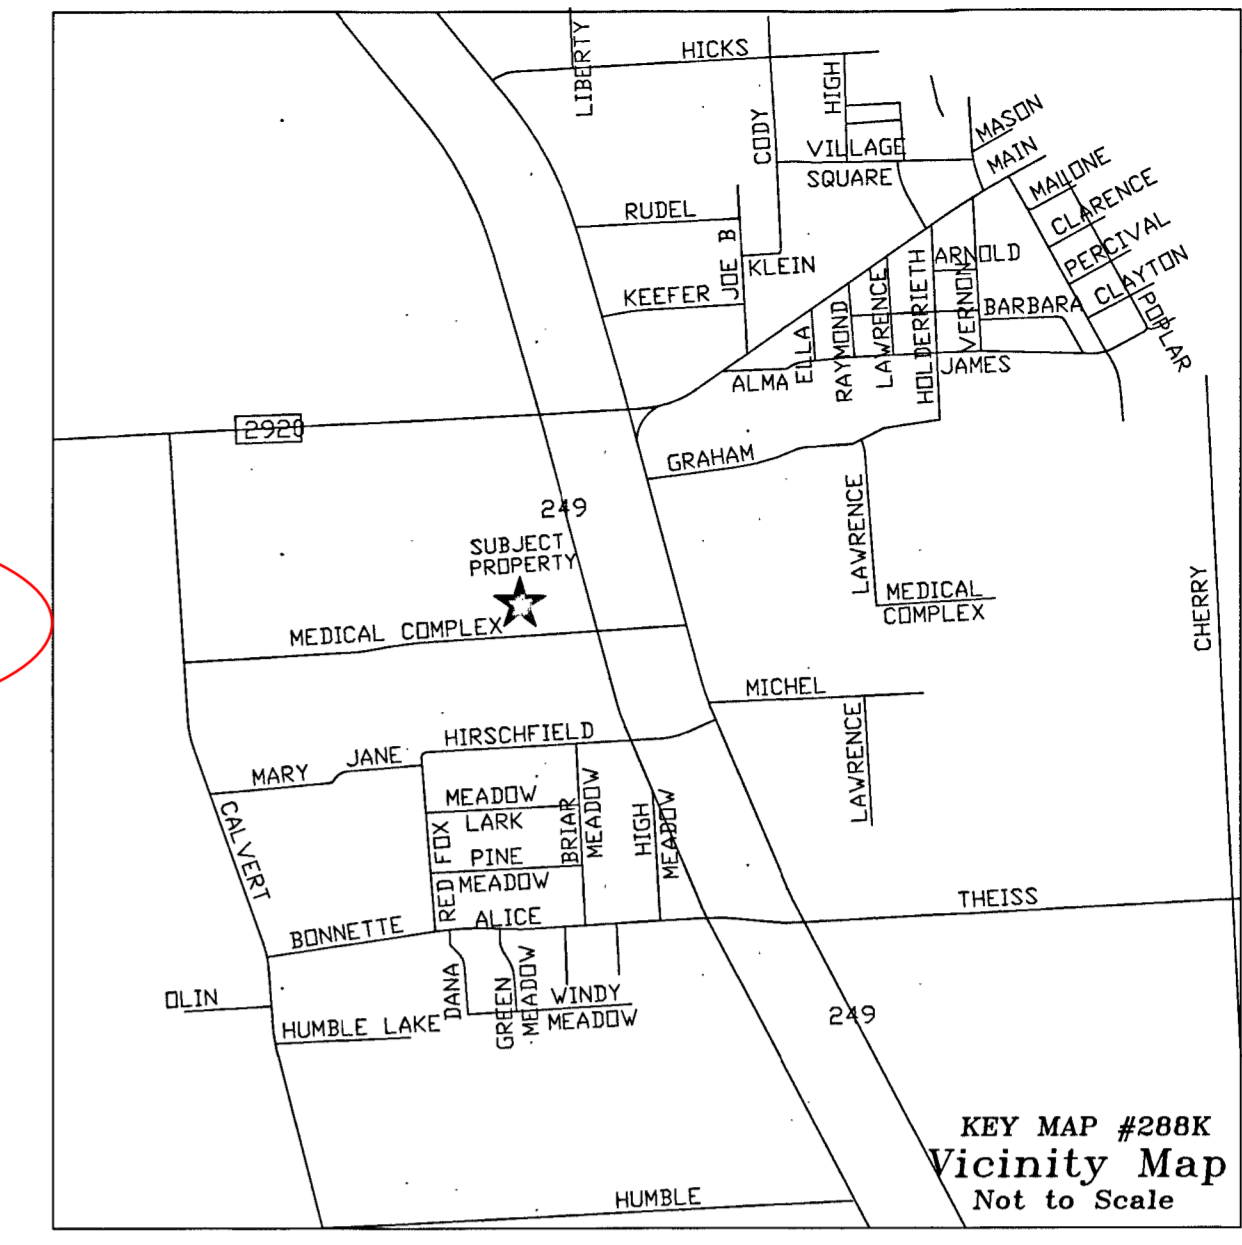 LIBERTY
HICKS
HIGH
CODY
VILLAGE
SQUARE
MASON
MAIN
MALLONE
CLARENCE
PERCIVAL
CLAYTON
POPLAR
RUDEL
JOE B
KLEIN
KEEFER
ARNOLD
VERNON
BARBARA
HOLDERRIETH
LAWRENCE
RAYMOND
ELLA
ALMA
JAMES
2920
GRAHAM
249
SUBJECT
PROPERTY
LAWRENCE
MEDICAL
COMPLEX
CHERRY
MEDICAL COMPLEX
MICHEL
LAWRENCE
HIRSCHFIELD
MARY JANE
CALVERT
MEADOW
LARK
RED FOX
PINE
MEADOW
BRIAR
MEADOW
HIGH
MEADOW
ALICE
BONNETTE
THEISS
DANA
GREEN
MEADOW
WINDY
MEADOW
OLIN
HUMBLE LAKE
249
HUMBLE
KEY MAP #288K
Vicinity Map
Not to Scale